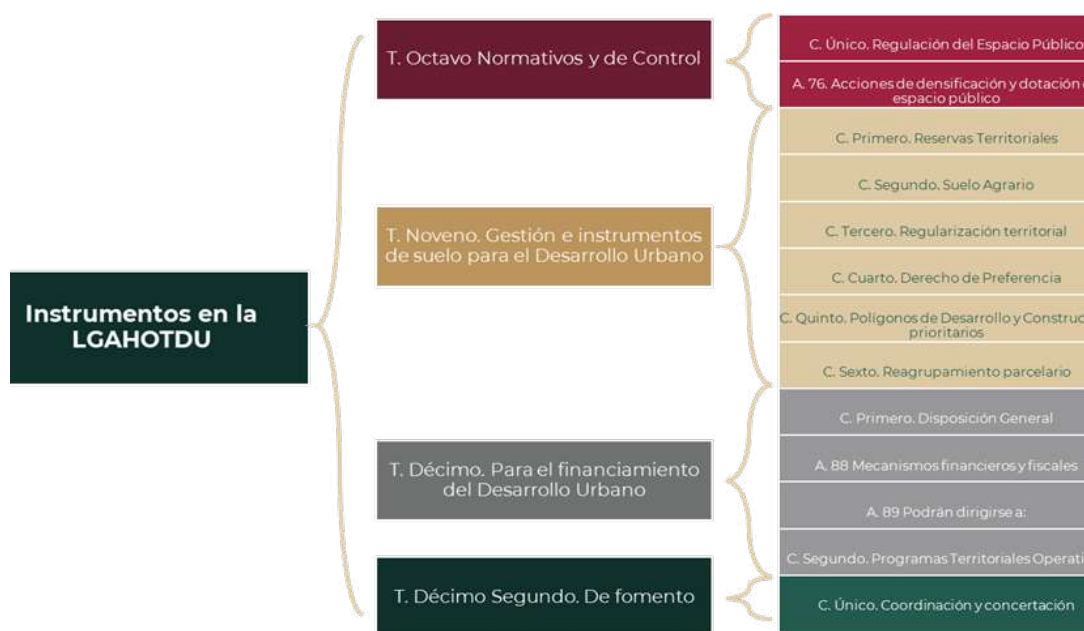 Instrumentos en la
LGAHOTDU
T. Octavo Normativos y de Control
C. Único. Regulación del Espacio Público
A. 76. Acciones de densificación y dotación
espacio público
T. Noveno. Gestión e instrumentos
de suelo para el Desarrollo Urbano
C. Primero. Reservas Territoriales
C. Segundo. Suelo Agrario
C. Tercero. Regularización territorial
C. Cuarto. Derecho de Preferencia
C. Quinto. Polígonos de Desarrollo y
prioritarios
C. Sexto. Reagrupamiento parcelario
T. Décimo. Para el financiamiento
del Desarrollo Urbano
C. Primero. Disposición General
A. 88 Mecanismos financieros y fiscales
A. 89 Podrán dirigirse a:
C. Segundo. Programas Territoriales
T. Décimo Segundo. De fomento
C. Único. Coordinación y concertación